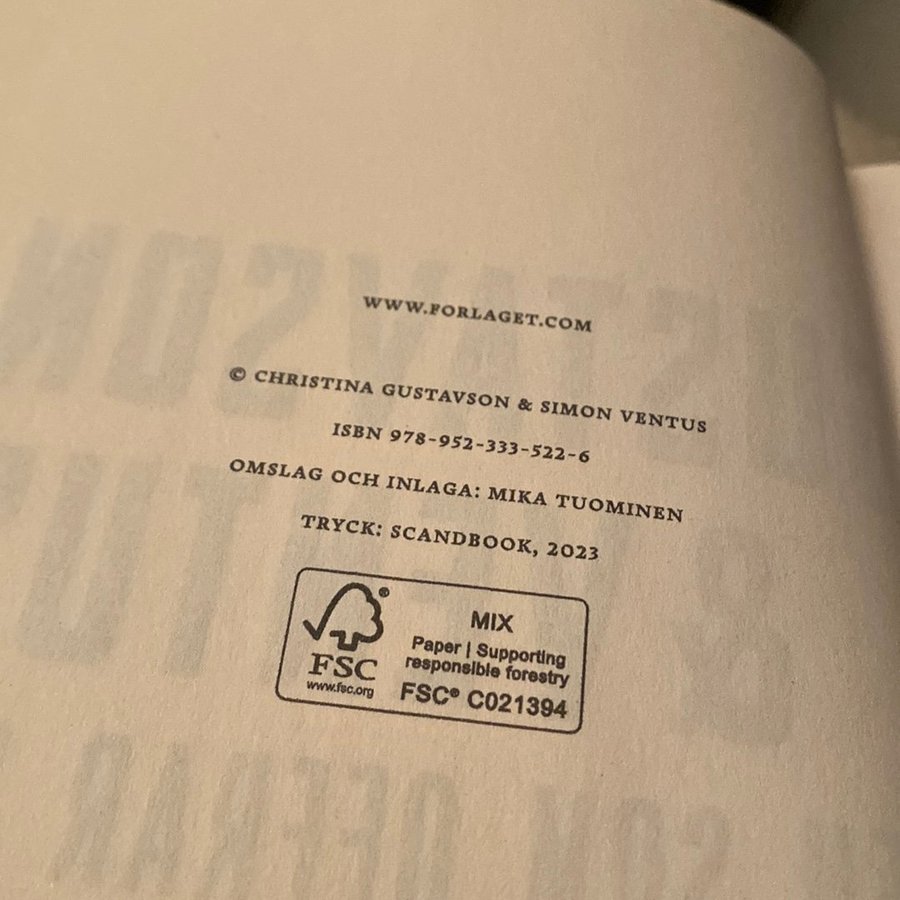 WWW.FORLAGET.COM
© CHRISTINA GUSTAVSON & SIMON VENTUS
ISBN 978-952-333-522-6
OMSLAG OCH INLAGA: MIKA TUOMINEN
TRYCK: SCANDBOOK, 2023
MIX
Paper | Supporting
responsible forestry
FSC® C021394
FSC
www.fsc.org